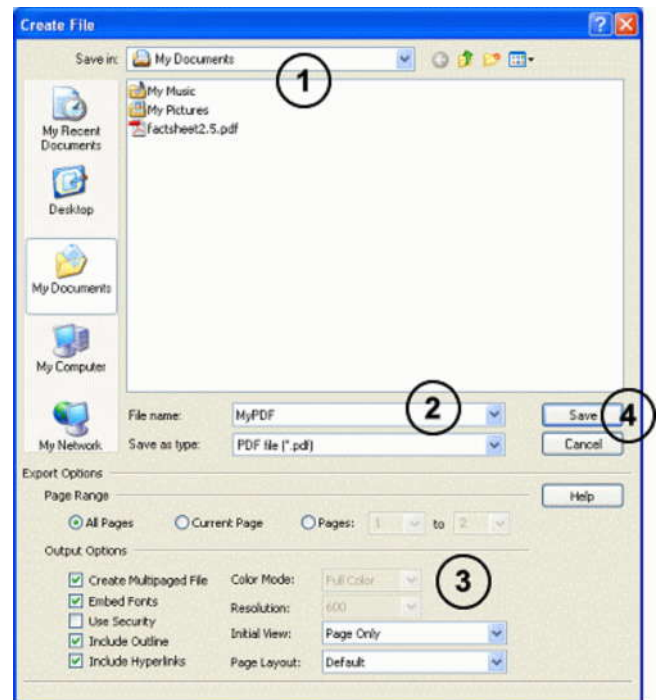 Create File
Save in: My Documents
1
My Music
My Pictures
factsheet2.5.pdf
My Recent
Documents
Desktop
My Documents
My Computer
My Network
File name: MyPDF 2 Save 4
Save as type: PDF file (*.pdf) Cancel
Export Options
Page Range Help
All Pages Current Page Pages: 1 to 2
Output Options
Create Multipaged File Color Mode: Full Color 3
Embed Fonts Resolution: 600
Use Security Initial View: Page Only
Include Outline
Include Hyperlinks Page Layout: Default